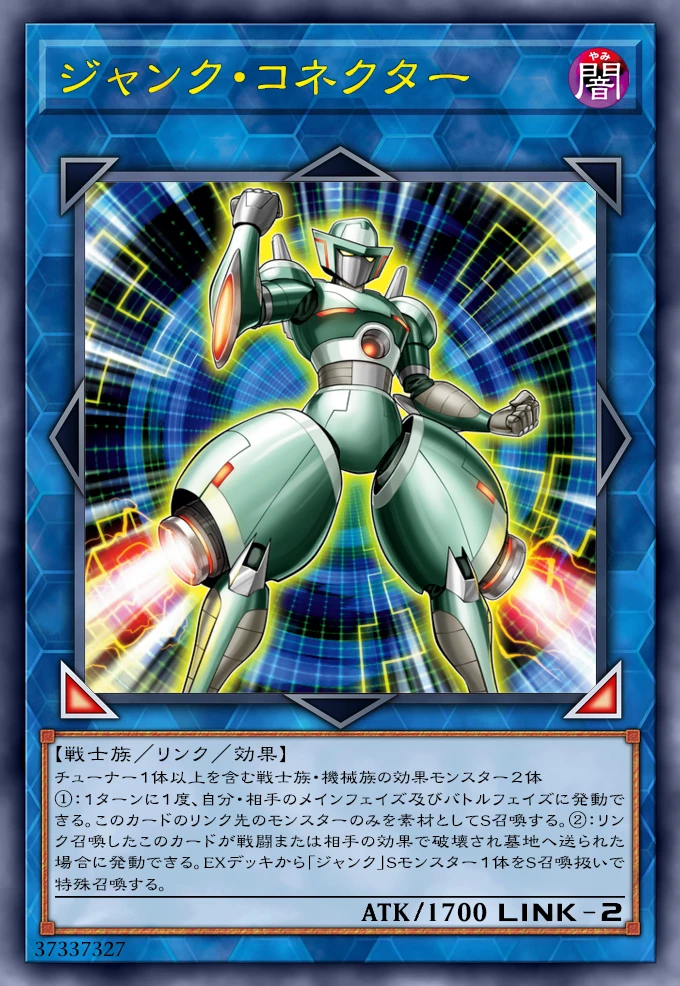 ジャンク・コネクター
やみ
闇
【戦士族／リンク／効果】
チューナー1体以上を含む戦士族・機械族の効果モンスター2体
①：1ターンに1度、自分・相手のメインフェイズ及びバトルフェイズに発動で
きる。このカードのリンク先のモンスターのみを素材としてS召喚する。②：リン
ク召喚したこのカードが戦闘または相手の効果で破壊され墓地へ送られた
場合に発動できる。EXデッキから「ジャンク」Sモンスター1体をS召喚扱いで
特殊召喚する。
ATK/1700 LINK-2
37337327